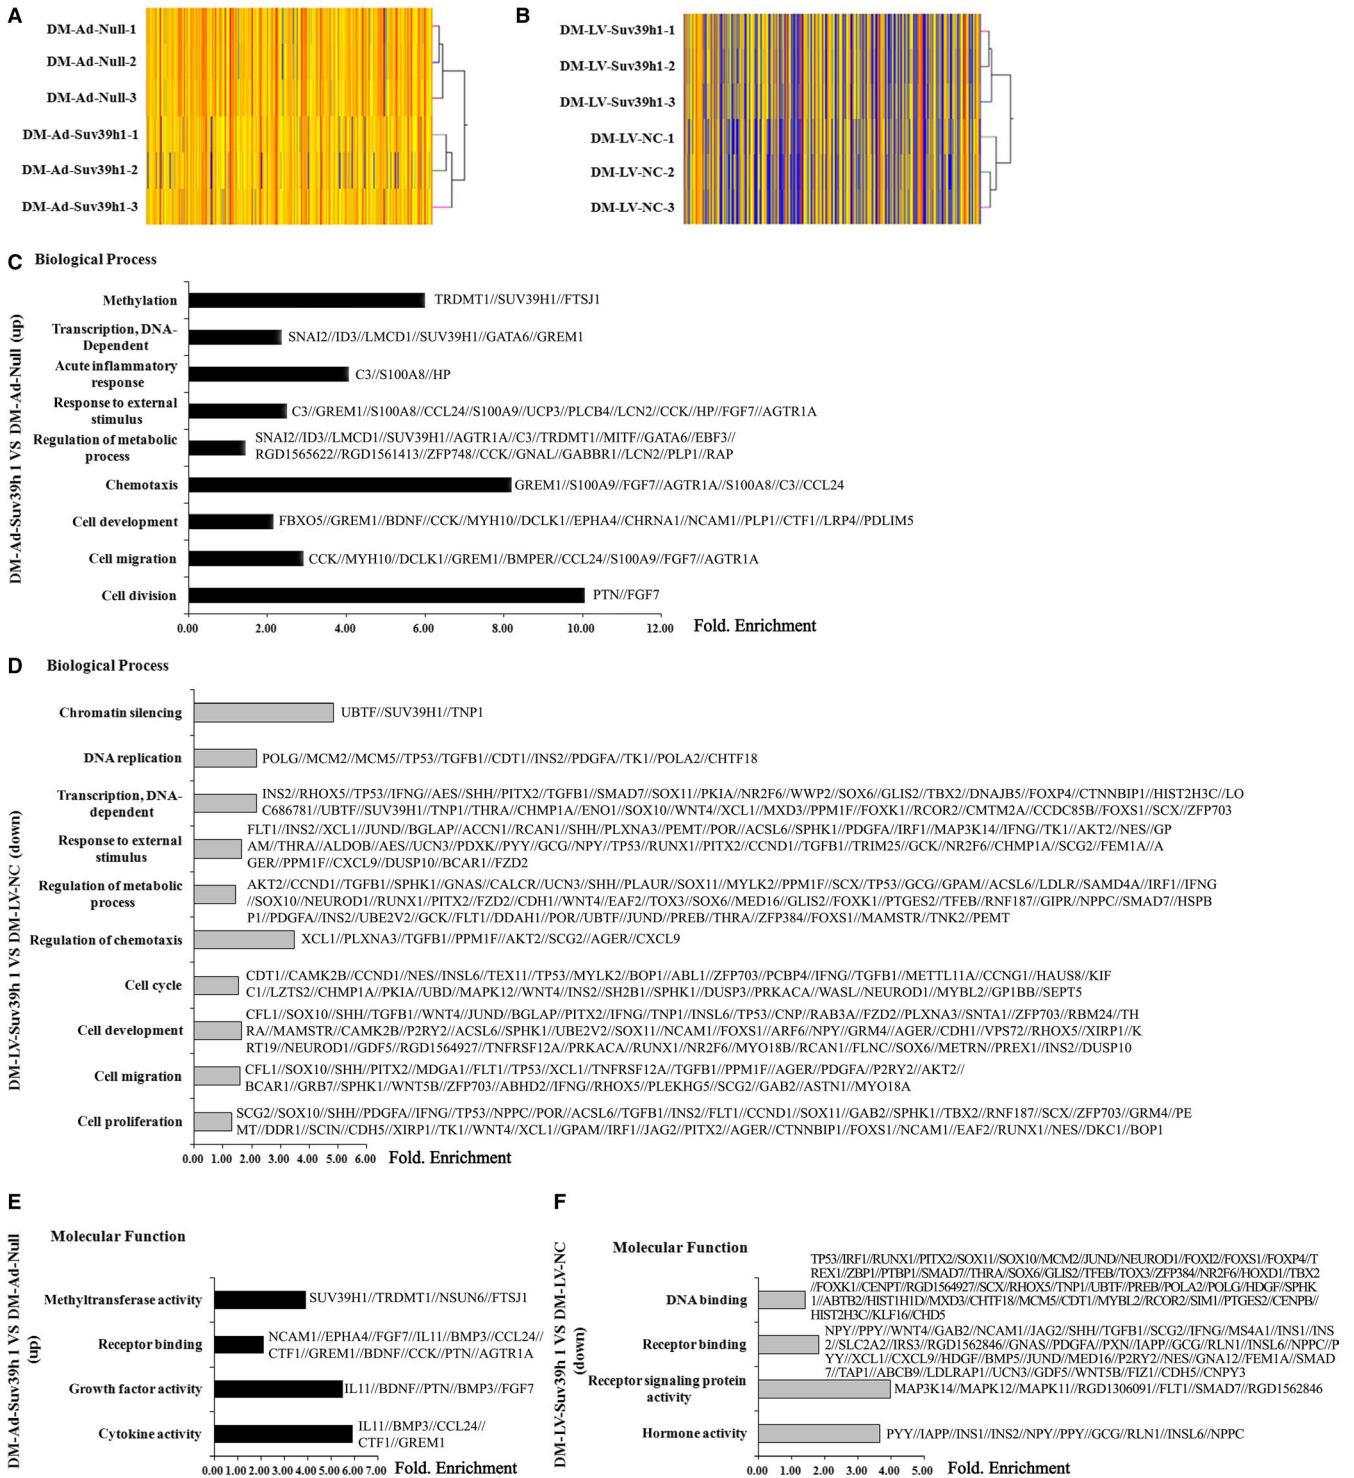 A
DM-Ad-Null-1
DM-Ad-Null-2
DM-Ad-Null-3
DM-Ad-Suv39h1-1
DM-Ad-Suv39h1-2
DM-Ad-Suv39h1-3
B
DM-LV-Suv39h1-1
DM-LV-Suv39h1-2
DM-LV-Suv39h1-3
DM-LV-NC-1
DM-LV-NC-2
DM-LV-NC-3
C Biological Process
DM-Ad-Suv39h1 VS DM-Ad-Null (up)
Methylation
TRDMT1//SUV39H1//FTSJ1
Transcription, DNA-
Dependent
SNAI2//ID3//LMCD1//SUV39H1//GATA6//GREM1
Acute inflammatory
response
C3//S100A8//HP
Response to external
stimulus
C3//GREM1//S100A8//CCL24//S100A9//UCP3//PLCB4//LCN2//CCK//HP//FGF7//AGTR1A
Regulation of metabolic
process
SNAI2//ID3//LMCD1//SUV39H1//AGTR1A//C3//TRDMT1//MITF//GATA6//EBF3//
RGD1565622//RGD1561413//ZFP748//CCK//GNAL//GABBR1//LCN2//PLP1//RAP
Chemotaxis
GREM1//S100A9//FGF7//AGTR1A//S100A8//C3//CCL24
Cell development
FBXO5//GREM1//BDNF//CCK//MYH10//DCLK1//EPHA4//CHRNA1//NCAM1//PLP1//CTF1//LRP4//PDLIM5
Cell migration
CCK//MYH10//DCLK1//GREM1//BMPER//CCL24//S100A9//FGF7//AGTR1A
Cell division
PTN//FGF7
0.00 2.00 4.00 6.00 8.00 10.00 12.00 Fold. Enrichment
D Biological Process
DM-LV-Suv39h1 VS DM-LV-NC (down)
Chromatin silencing
UBTF//SUV39H1//TNP1
DNA replication
POLG//MCM2//MCM5//TP53//TGFB1//CDT1//INS2//PDGFA//TK1//POLA2//CHTF18
Transcription, DNA-
dependent
INS2//RHOX5//TP53//IFNG//AES//SHH//PITX2//TGFB1//SMAD7//SOX11//PKIA//NR2F6//WWP2//SOX6//GLIS2//TBX2//DNAJB5//FOXP4//CTNNBIP1//HIST2H3C//LO
C686781//UBTF//SUV39H1//TNP1//THRA//CHMP1A//ENO1//SOX10//WNT4//XCL1//MXD3//PPM1F//FOXK1//RCOR2//CMTM2A//CCDC85B//FOXS1//SCX//ZFP703
Response to external
stimulus
FLT1//INS2//XCL1//JUND//BGLAP//ACCN1//RCAN1//SHH//PLXNA3//PEMT//POR//ACSL6//SPHK1//PDGFA//IRF1//MAP3K14//IFNG//TK1//AKT2//NES//GP
AM//THRA//ALDOB//AES//UCN3//PDXK//PYY//GCG//NPY//TP53//RUNX1//PITX2//CCND1//TGFB1//TRIM25//GCK//NR2F6//CHMP1A//SCG2//FEM1A//A
GER//PPM1F//CXCL9//DUSP10//BCAR1//FZD2
Regulation of metabolic
process
AKT2//CCND1//TGFB1//SPHK1//GNAS//CALCR//UCN3//SHH//PLAUR//SOX11//MYLK2//PPM1F//SCX//TP53//GCG//GPAM//ACSL6//LDLR//SAMD4A//IRF1//IFNG
//SOX10//NEUROD1//RUNX1//PITX2//FZD2//CDH1//WNT4//EAF2//TOX3//SOX6//MED16//GLIS2//FOXK1//PTGES2//TFEB//RNF187//GIPR//NPPC//SMAD7//HSPB
P1//PDGFA//INS2//UBE2V2//GCK//FLT1//DDAH1//POR//UBTF//JUND//PREB//THRA//ZFP384//FOXS1//MAMSTR//TNK2//PEMT
Regulation of chemotaxis
XCL1//PLXNA3//TGFB1//PPM1F//AKT2//SCG2//AGER//CXCL9
Cell cycle
CDT1//CAMK2B//CCND1//NES//INSL6//TEX11//TP53//MYLK2//BOP1//ABL1//ZFP703//PCBP4//IFNG//TGFB1//METTL11A//CCNG1//HAUS8//KIF
C1//LZTS2//CHMP1A//PKIA//UBD//MAPK12//WNT4//INS2//SH2B1//SPHK1//DUSP3//PRKACA//WASL//NEUROD1//MYBL2//GP1BB//SEPT5
Cell development
CFL1//SOX10//SHH//TGFB1//WNT4//JUND//BGLAP//PITX2//IFNG//TNP1//INSL6//TP53//CNP//RAB3A//FZD2//PLXNA3//SNTA1//ZFP703//RBM24//TH
RA//MAMSTR//CAMK2B//P2RY2//ACSL6//SPHK1//UBE2V2//SOX11//NCAM1//FOXS1//ARF6//NPY//GRM4//AGER//CDH1//VPS72//RHOX5//XIRP1//K
RT19//NEUROD1//GDF5//RGD1564927//TNFRSF12A//PRKACA//RUNX1//NR2F6//MYO18B//RCAN1//FLNC//SOX6//METRN//PREX1//INS2//DUSP10
Cell migration
CFL1//SOX10//SHH//PITX2//MDGA1//FLT1//TP53//XCL1//TNFRSF12A//TGFB1//PPM1F//AGER//PDGFA//P2RY2//AKT2//
BCAR1//GRB7//SPHK1//WNT5B//ZFP703//ABHD2//IFNG//RHOX5//PLEKHG5//SCG2//GAB2//ASTN1//MYO18A
Cell proliferation
SCG2//SOX10//SHH//PDGFA//IFNG//TP53//NPPC//POR//ACSL6//TGFB1//INS2//FLT1//CCND1//SOX11//GAB2//SPHK1//TBX2//RNF187//SCX//ZFP703//GRM4//PE
MT//DDR1//SCIN//CDH5//XIRP1//TK1//WNT4//XCL1//GPAM//IRF1//JAG2//PITX2//AGER//CTNNBIP1//FOXS1//NCAM1//EAF2//RUNX1//NES//DKC1//BOP1
0.00 1.00 2.00 3.00 4.00 5.00 6.00 Fold. Enrichment
E
Molecular Function
DM-Ad-Suv39h1 VS DM-Ad-Null
(up)
Methyltransferase activity
SUV39H1//TRDMT1//NSUN6//FTSJ1
Receptor binding
NCAM1//EPHA4//FGF7//IL11//BMP3//CCL24//
CTF1//GREM1//BDNF//CCK//PTN//AGTR1A
Growth factor activity
IL11//BDNF//PTN//BMP3//FGF7
Cytokine activity
IL11//BMP3//CCL24//
CTF1//GREM1
0.00 1.00 2.00 3.00 4.00 5.00 6.00 7.00 Fold. Enrichment
F
Molecular Function
DM-LV-Suv39h1 VS DM-LV-NC
(down)
DNA binding
TP53//IRF1//RUNX1//PITX2//SOX11//SOX10//MCM2//JUND//NEUROD1//FOXI2//FOXS1//FOXP4//T
REX1//ZBP1//PTBP1//SMAD7//THRA//SOX6//GLIS2//TFEB//TOX3//ZFP384//NR2F6//HOXD1//TBX2
//FOXK1//CENPT//RGD1564927//SCX//RHOX5//TNP1//UBTF//PREB//POLA2//POLG//HDGF//SPHK
1//ABTB2//HIST1H1D//MXD3//CHTF18//MCM5//CDT1//MYBL2//RCOR2//SIM1//PTGES2//CENPB//
HIST2H3C//KLF16//CHD5
Receptor binding
NPY//PPY//WNT4//GAB2//NCAM1//JAG2//SHH//TGFB1//SCG2//IFNG//MS4A1//INS1//INS
2//SLC2A2//IRS3//RGD1562846//GNAS//PDGFA//PXN//IAPP//GCG//RLN1//INSL6//NPPC//P
YY//XCL1//CXCL9//HDGF//BMP5//JUND//MED16//P2RY2//NES//GNA12//FEM1A//SMAD
7//TAP1//ABCB9//LDLRAP1//UCN3//GDF5//WNT5B//FIZ1//CDH5//CNPY3
Receptor signaling protein
activity
MAP3K14//MAPK12//MAPK11//RGD1306091//FLT1//SMAD7//RGD1562846
Hormone activity
PYY//IAPP//INS1//INS2//NPY//PPY//GCG//RLN1//INSL6//NPPC
0.00 1.00 2.00 3.00 4.00 5.00 Fold. Enrichment